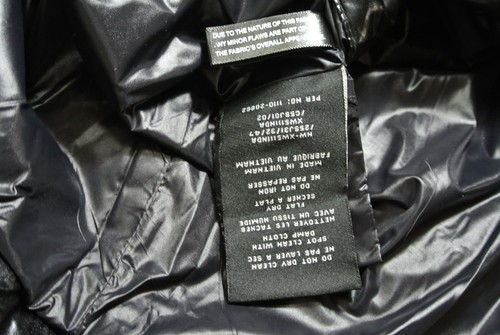 DUE TO THE NATURE OF THIS
ANY MINOR FLAWS ARE PART OF
THE FABRIC'S OVERALL
DO NOT DRY CLEAN
NE PAS LAVER A SEC
SPOT CLEAN WITH
DAMP CLOTH
NETTOYER LES TACHES
AVEC UN TISSU HUMIDE
FLAT DRY
SECHER A PLAT
DO NOT IRON
NE PAS REPASSER
MADE IN VIETNAM
FABRIQUE AU VIETNAM